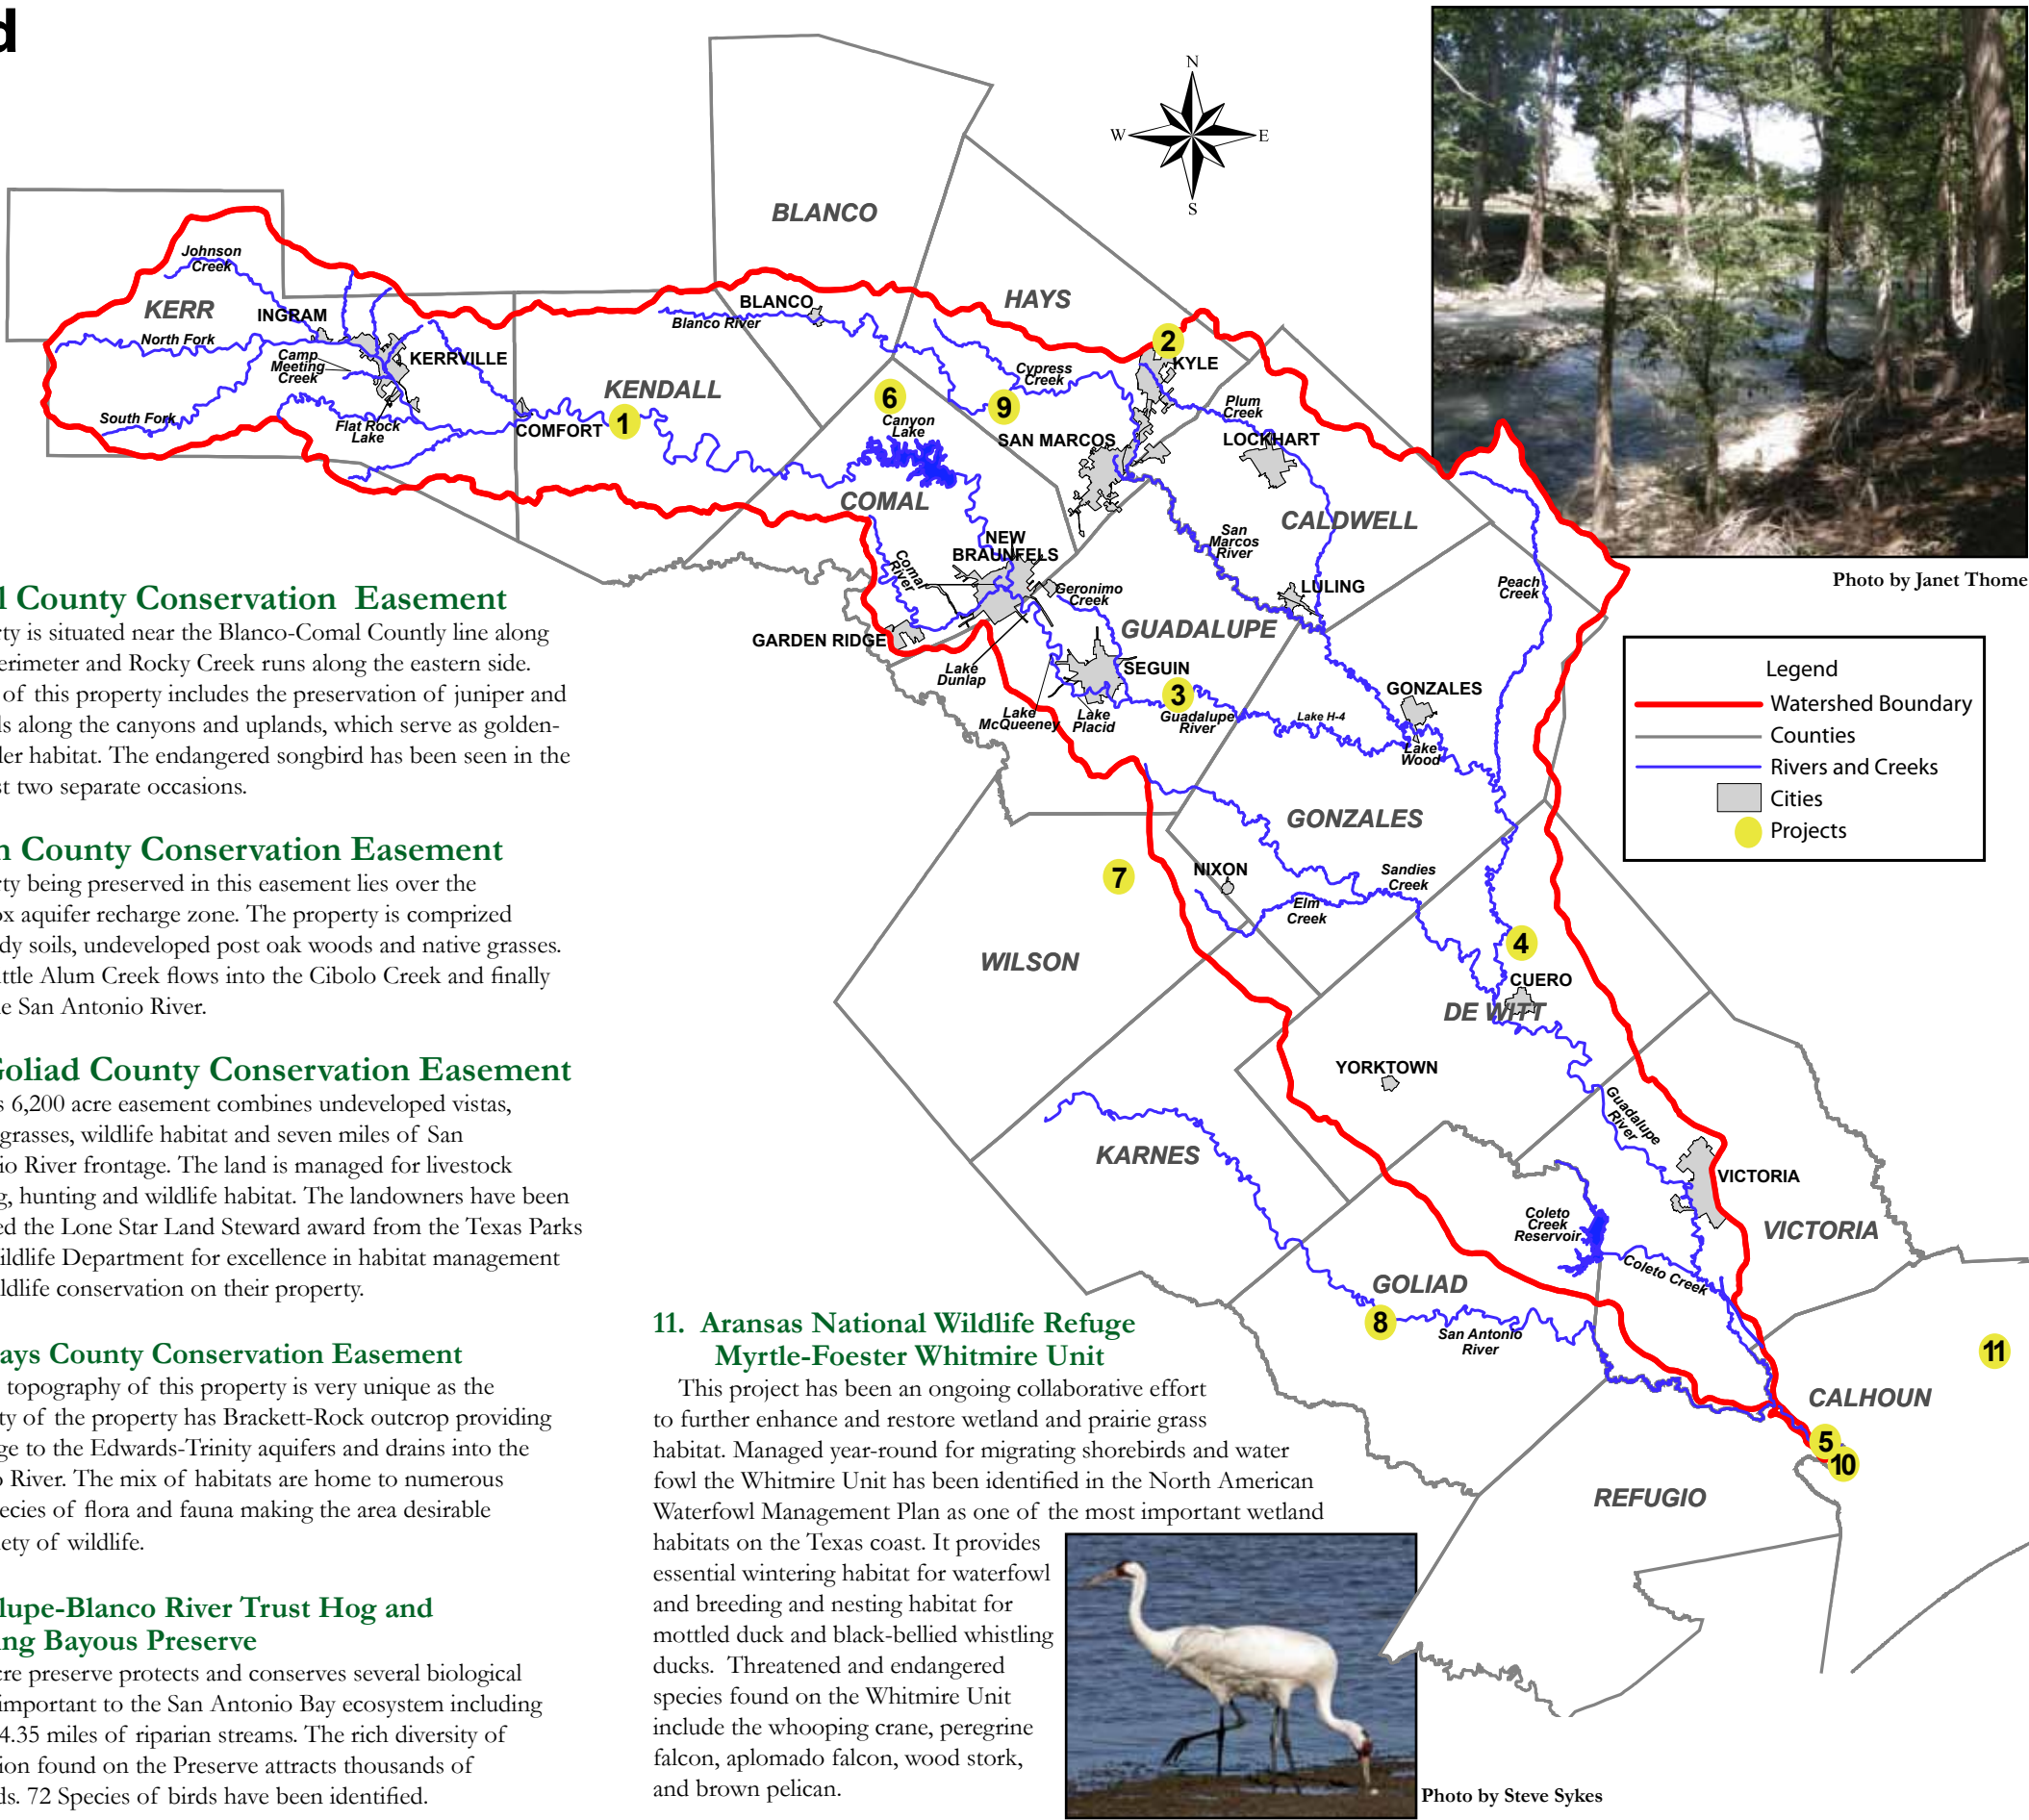 d
N
W
E
S
BLANCO
HAYS
Johnson
Creek
KERR
INGRAM
North Fork
Camp
Meeting
Creek
KERRVILLE
South Fork
Flat Rock
Lake
BLANCO
Blanco River
KENDALL
COMFORT
1
2
KYLE
Cypress
Creek
6
9
Canyon
Lake
SAN MARCOS
Plum
Creek
LOCKHART
COMAL
CALDWELL
San
Marcos
River
NEW
BRAUNFELS
Comal
River
Geronimo
Creek
LULING
Peach
Creek
GARDEN RIDGE
GUADALUPE
Lake
Dunlap
SEGUIN
3
Guadalupe
River
Lake
McQueeney
Lake
Placid
Lake H-4
GONZALES
Lake
Wood
GONZALES
7
NIXON
Sandies
Creek
Elm
Creek
4
WILSON
CUERO
DE WITT
YORKTOWN
KARNES
Guadalupe
River
VICTORIA
Coleto
Creek
Reservoir
VICTORIA
Coleto Creek
GOLIAD
8
San Antonio
River
11
CALHOUN
5
10
REFUGIO
Photo by Janet Thome
Legend
Watershed Boundary
Counties
Rivers and Creeks
Cities
Projects
l County Conservation Easement
rty is situated near the Blanco-Comal Countly line along
erimeter and Rocky Creek runs along the eastern side.
of this property includes the preservation of juniper and
ls along the canyons and uplands, which serve as golden-
ler habitat. The endangered songbird has been seen in the
st two separate occasions.
n County Conservation Easement
rty being preserved in this easement lies over the
ox aquifer recharge zone. The property is comprized
dy soils, undeveloped post oak woods and native grasses.
ttle Alum Creek flows into the Cibolo Creek and finally
e San Antonio River.
Goliad County Conservation Easement
s 6,200 acre easement combines undeveloped vistas,
grasses, wildlife habitat and seven miles of San
io River frontage. The land is managed for livestock
g, hunting and wildlife habitat. The landowners have been
ed the Lone Star Land Steward award from the Texas Parks
ildlife Department for excellence in habitat management
ldlife conservation on their property.
ays County Conservation Easement
topography of this property is very unique as the
ty of the property has Brackett-Rock outcrop providing
ge to the Edwards-Trinity aquifers and drains into the
o River. The mix of habitats are home to numerous
ecies of flora and fauna making the area desirable
iety of wildlife.
lupe-Blanco River Trust Hog and
ng Bayous Preserve
cre preserve protects and conserves several biological
important to the San Antonio Bay ecosystem including
4.35 miles of riparian streams. The rich diversity of
ion found on the Preserve attracts thousands of
ds. 72 Species of birds have been identified.
11. Aransas National Wildlife Refuge
Myrtle-Foester Whitmire Unit
This project has been an ongoing collaborative effort
to further enhance and restore wetland and prairie grass
habitat. Managed year-round for migrating shorebirds and water
fowl the Whitmire Unit has been identified in the North American
Waterfowl Management Plan as one of the most important wetland
habitats on the Texas coast. It provides
essential wintering habitat for waterfowl
and breeding and nesting habitat for
mottled duck and black-bellied whistling
ducks. Threatened and endangered
species found on the Whitmire Unit
include the whooping crane, peregrine
falcon, aplomado falcon, wood stork,
and brown pelican.
Photo by Steve Sykes